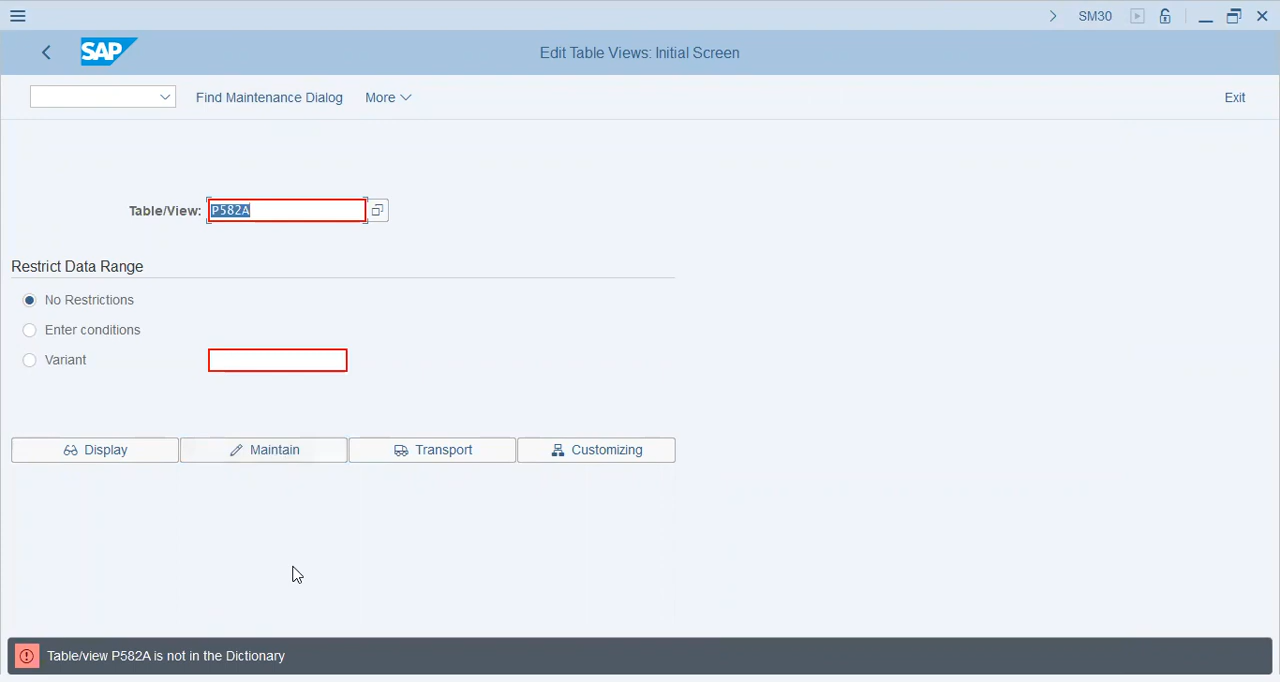 SM30
SAP
Edit Table Views: Initial Screen
Find Maintenance Dialog
More
Exit
Table/View:
P582A
Restrict Data Range
No Restrictions
Enter conditions
Variant
Display
Maintain
Transport
Customizing
Table/view P582A is not in the Dictionary